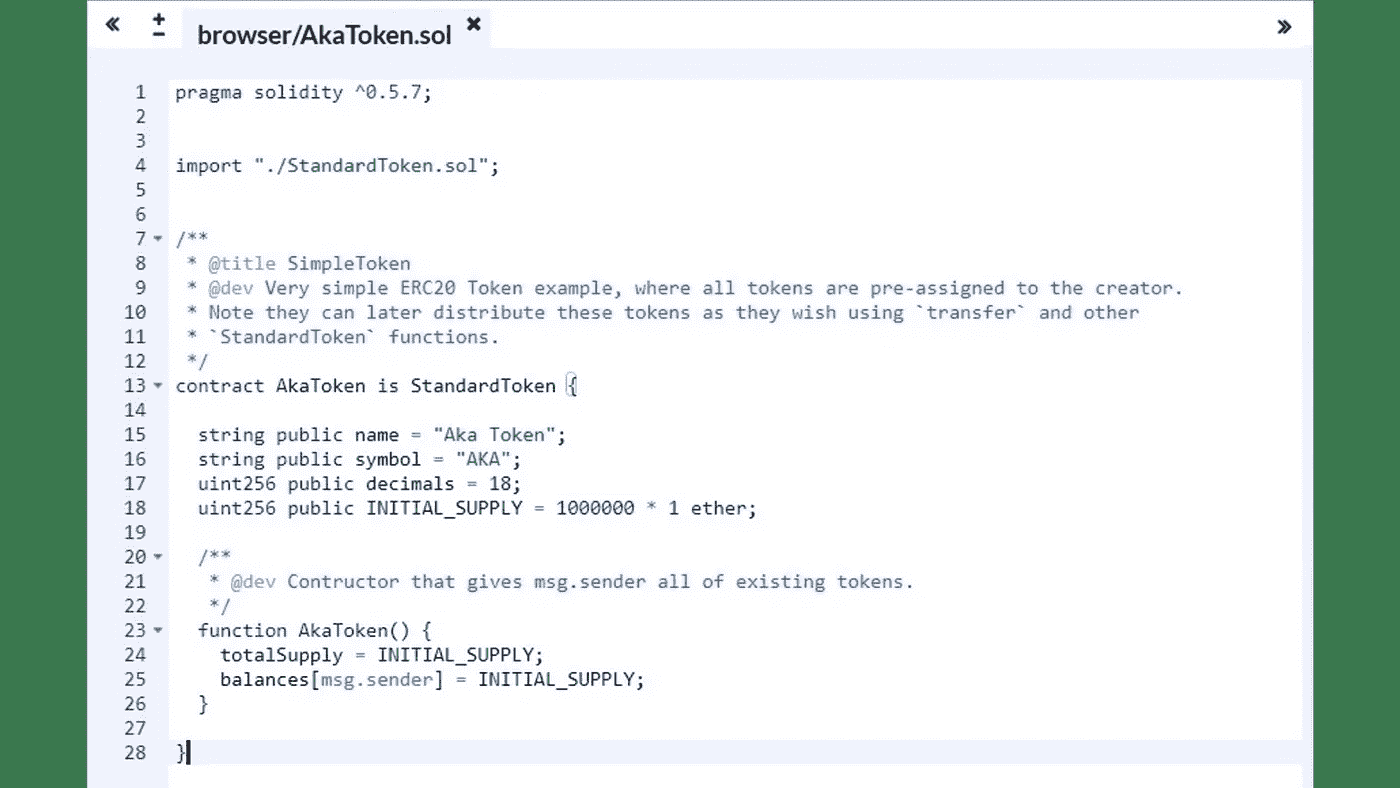 browser/AkaToken.sol
1 pragma solidity ^0.5.7;
2
3
4 import "./StandardToken.sol";
5
6
7 /**
8 * @title SimpleToken
9 * @dev Very simple ERC20 Token example, where all tokens are pre-assigned to the creator.
10 * Note they can later distribute these tokens as they wish using `transfer` and other
11 * `StandardToken` functions.
12 */
13 contract AkaToken is StandardToken {
14
15 string public name = "Aka Token";
16 string public symbol = "AKA";
17 uint256 public decimals = 18;
18 uint256 public INITIAL_SUPPLY = 1000000 * 1 ether;
19
20 /**
21 * @dev Contructor that gives msg.sender all of existing tokens.
22 */
23 function AkaToken() {
24 totalSupply = INITIAL_SUPPLY;
25 balances[msg.sender] = INITIAL_SUPPLY;
26 }
27
28 }